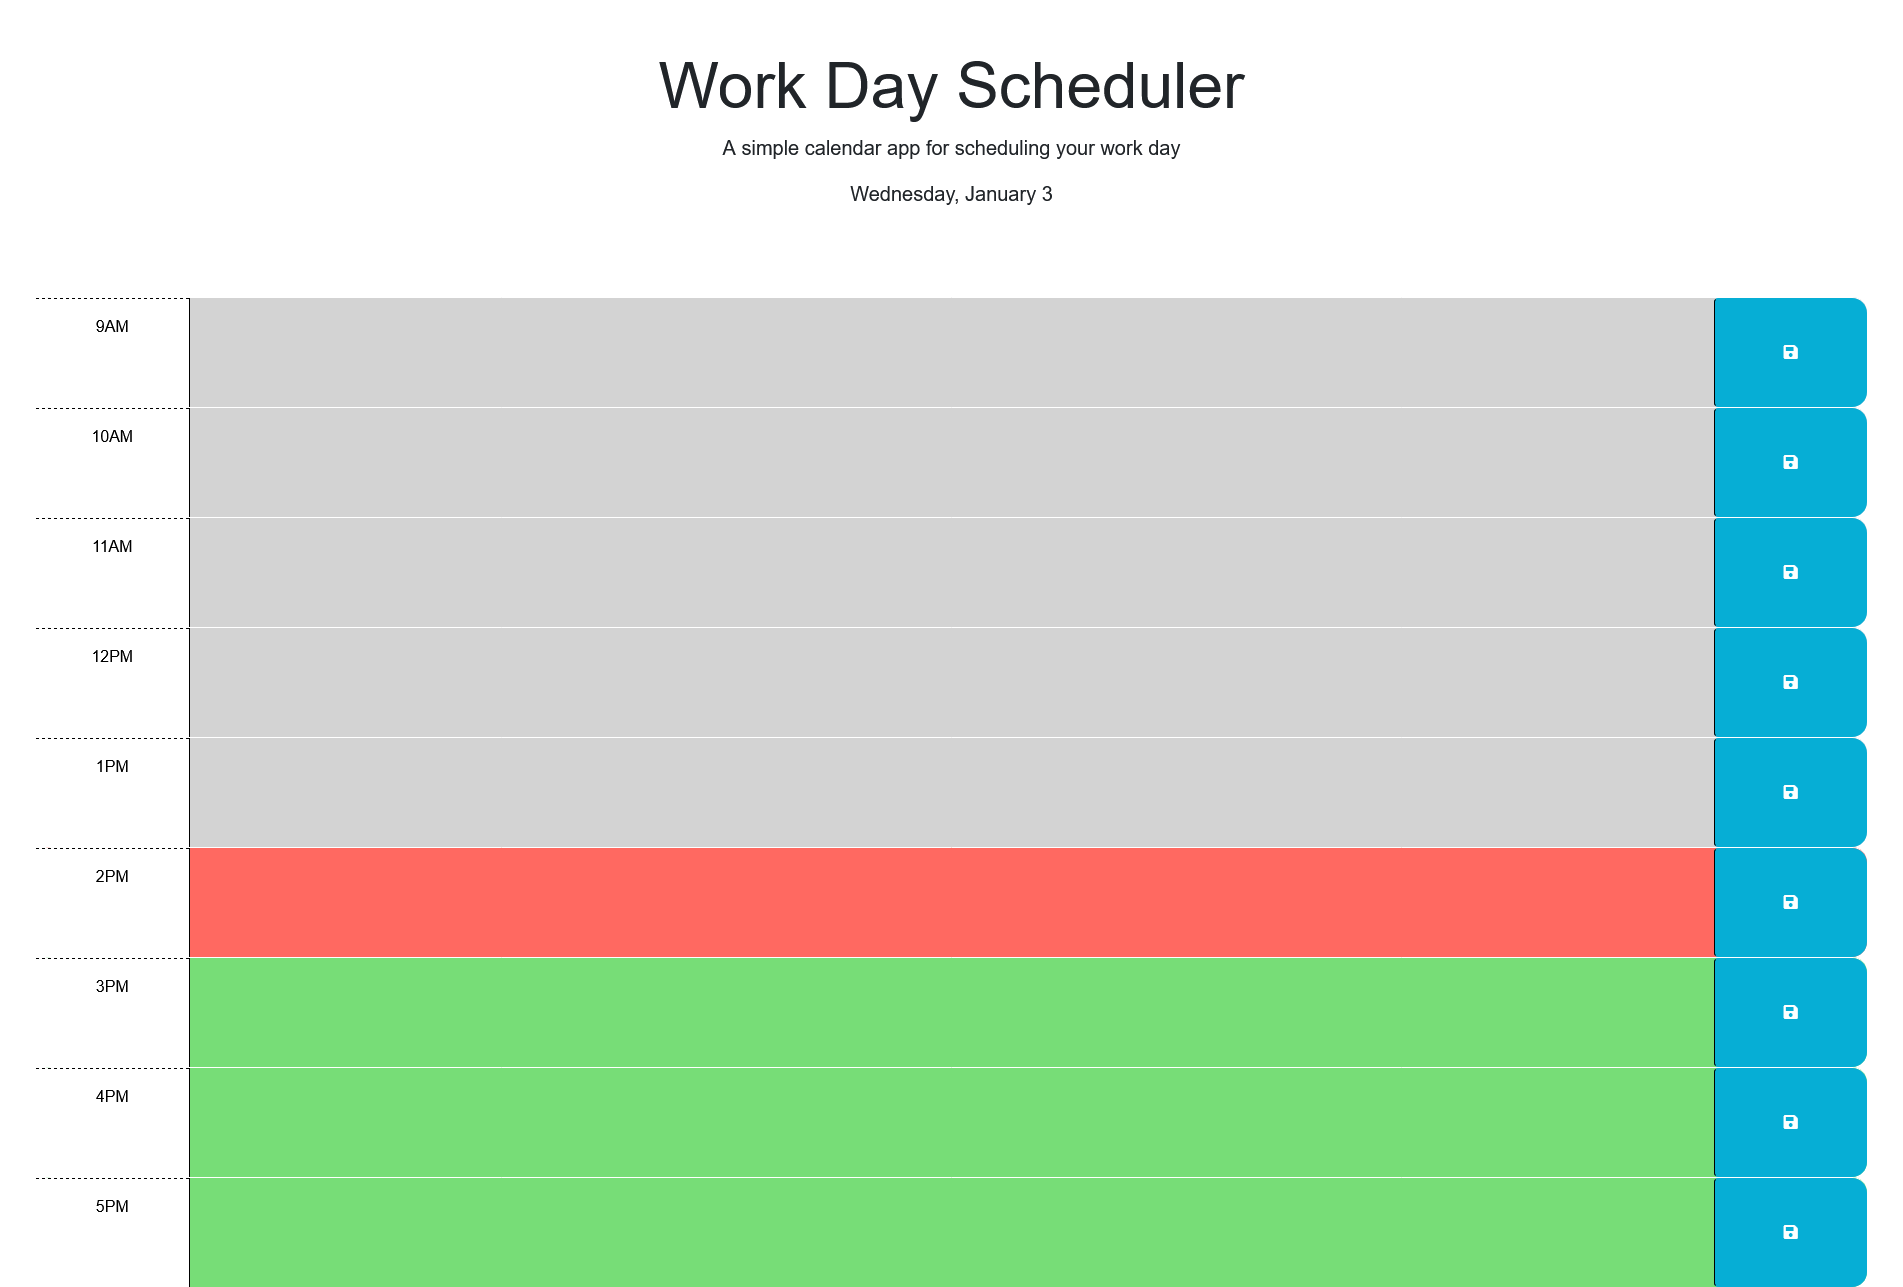 Work Day Scheduler
A simple calendar app for scheduling your work day
Wednesday, January 3
9AM
10AM
11AM
12PM
1PM
2PM
3PM
4PM
5PM